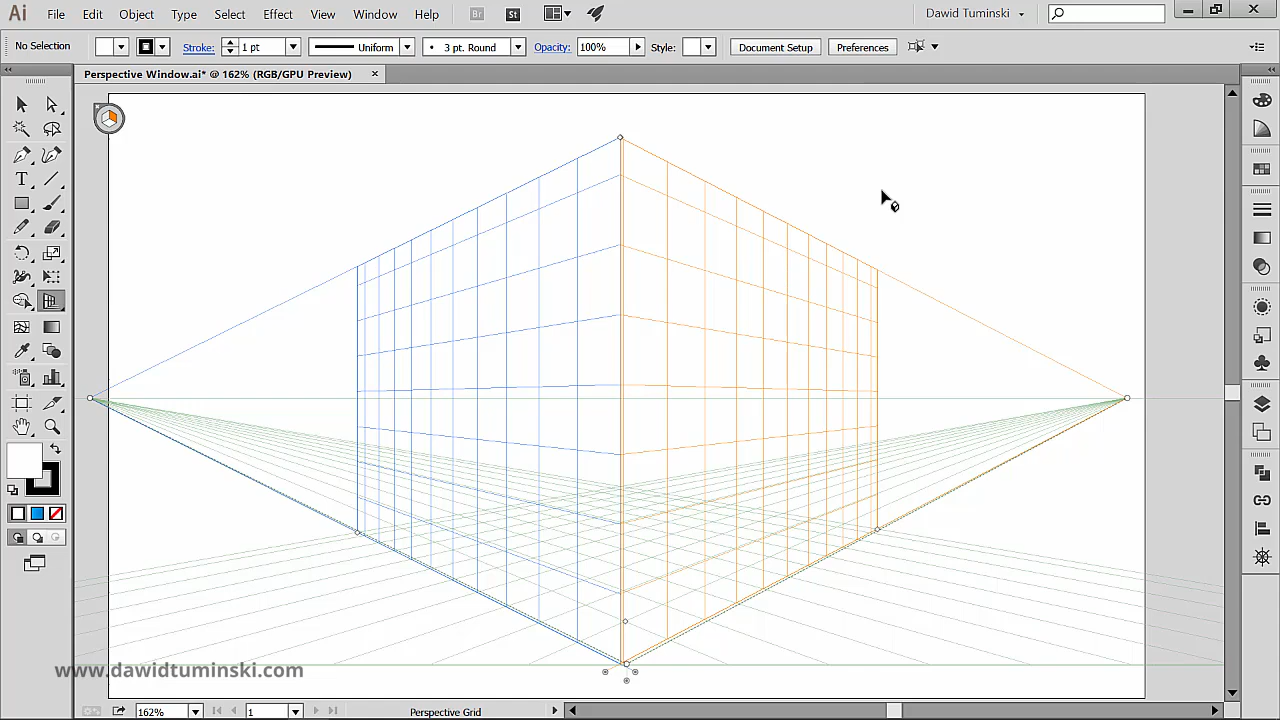 Ai File Edit Object Type Select Effect View Window Help Br St Dawid Tuminski
No Selection Stroke: 1 pt Uniform 3 pt. Round Opacity: 100% Style: Document Setup Preferences
Perspective Window.ai* @ 162% (RGB/GPU Preview) ×
T
www.dawidtuminski.com
162% 1 Perspective Grid